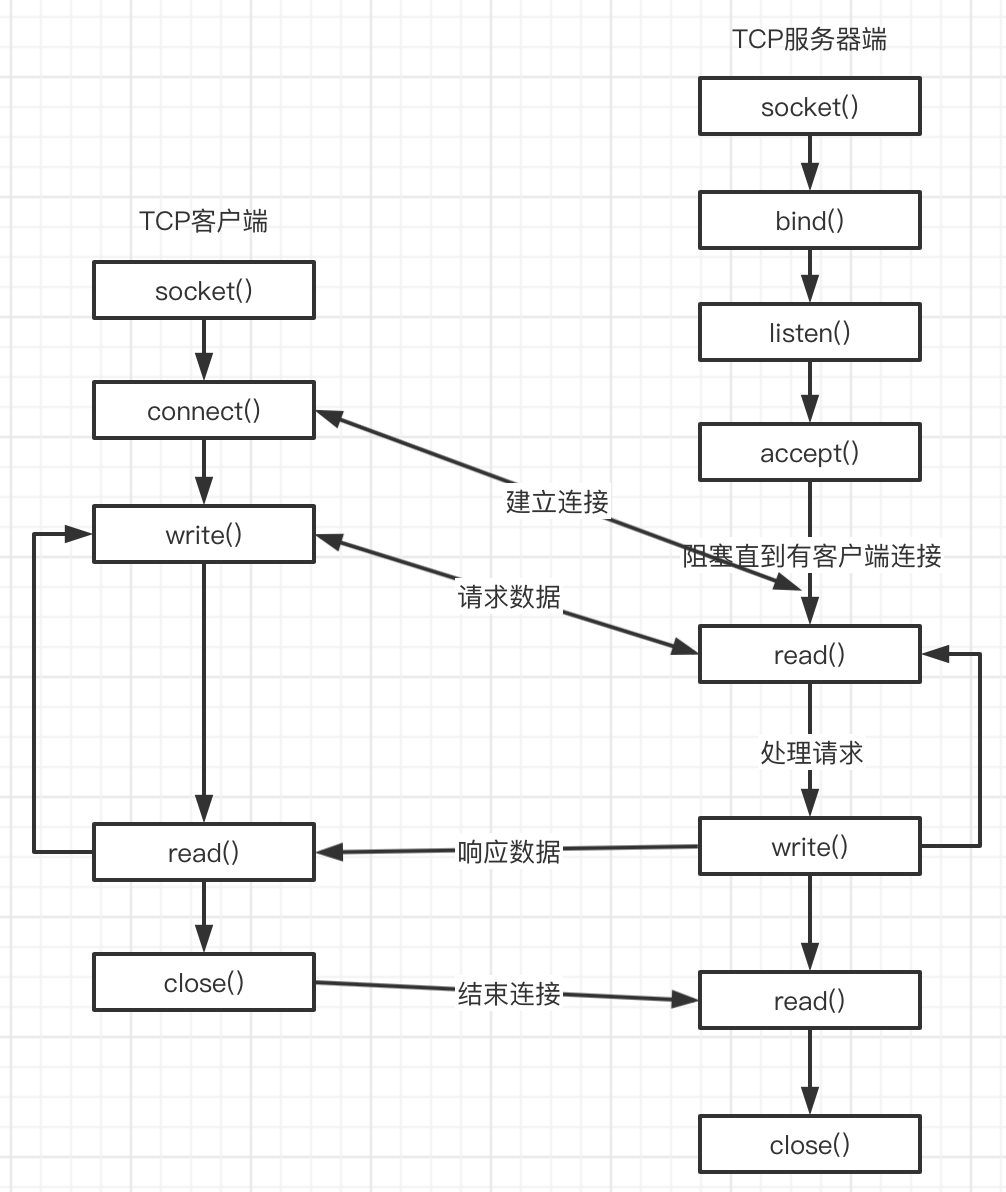 TCP服务器端
socket()
bind()
TCP客户端
socket()
listen()
connect()
accept()
建立连接
write()
阻塞直到有客户端连接
请求数据
read()
处理请求
read()
响应数据
write()
close()
结束连接
read()
close()